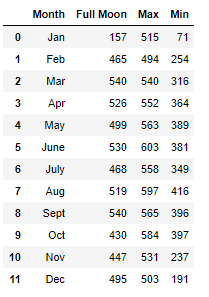 Month Full Moon Max Min
0 Jan 157 515 71
1 Feb 465 494 254
2 Mar 540 540 316
3 Apr 526 552 364
4 May 499 563 389
5 June 530 603 381
6 July 468 558 349
7 Aug 519 597 416
8 Sept 540 565 396
9 Oct 430 584 397
10 Nov 447 531 237
11 Dec 495 503 191